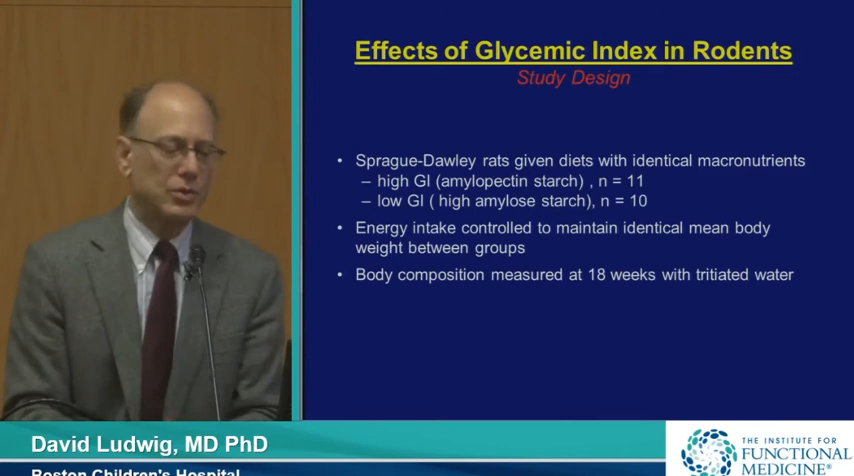 Effects of Glycemic Index in Rodents
Study Design
• Sprague-Dawley rats given diets with identical macronutrients
– high GI (amylopectin starch) , n = 11
– low GI ( high amylose starch), n = 10
• Energy intake controlled to maintain identical mean body
weight between groups
• Body composition measured at 18 weeks with tritiated water
David Ludwig, MD PhD
Boston Children's Hospital
THE INSTITUTE FOR
FUNCTIONAL
MEDICINE®